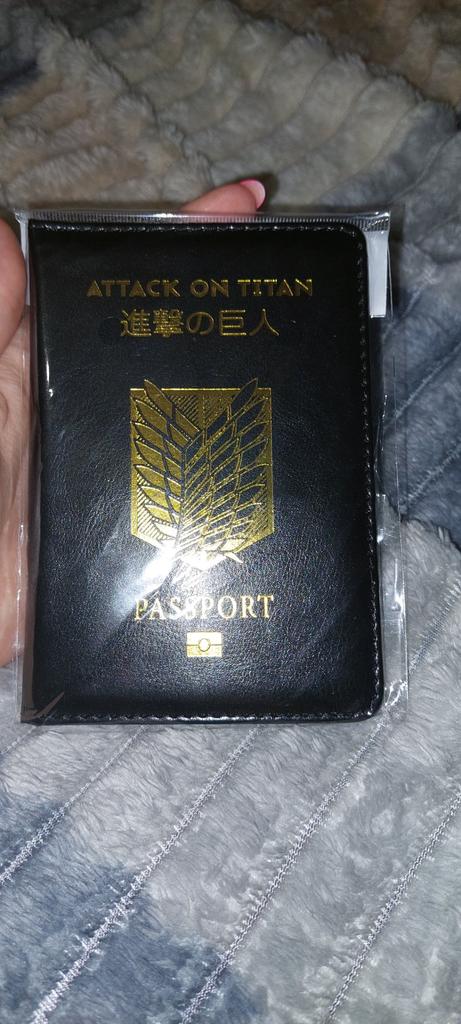 ATTACK ON TITAN
進撃の巨人
PASSPORT